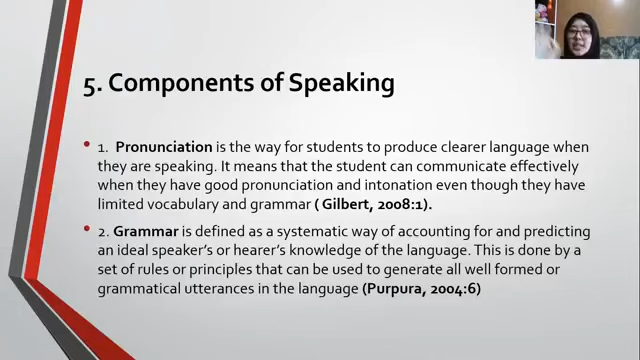 5. Components of Speaking
• 1. Pronunciation is the way for students to produce clearer language when
they are speaking. It means that the student can communicate effectively
when they have good pronunciation and intonation even though they have
limited vocabulary and grammar ( Gilbert, 2008:1).
• 2. Grammar is defined as a systematic way of accounting for and predicting
an ideal speaker's or hearer's knowledge of the language. This is done by a
set of rules or principles that can be used to generate all well formed or
grammatical utterances in the language (Purpura, 2004:6)